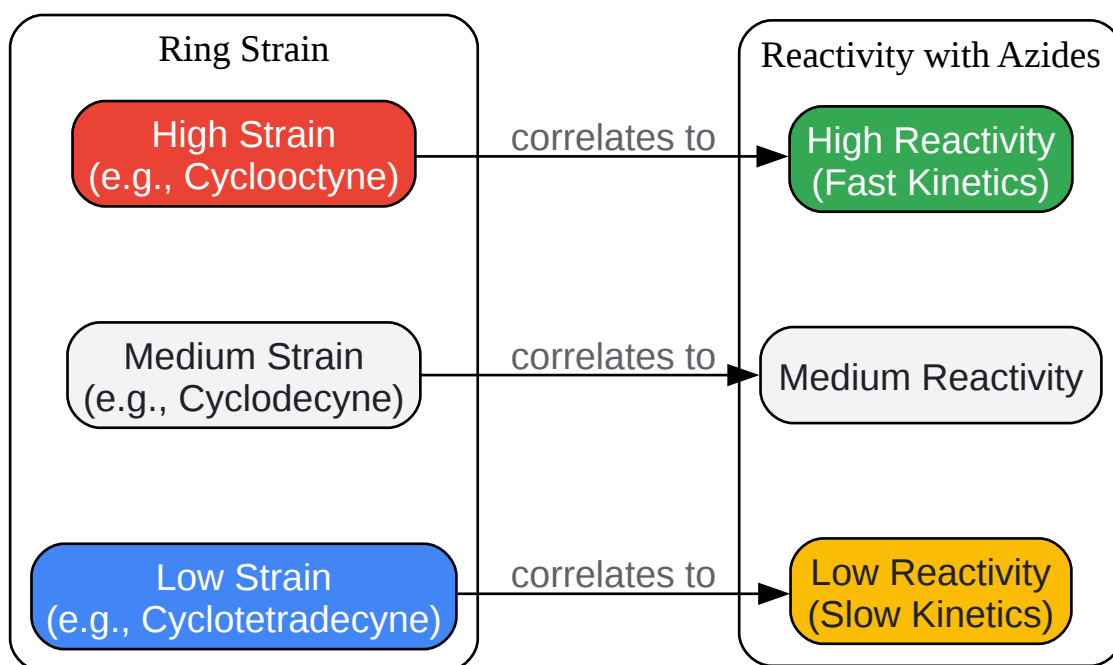 Ring Strain
Reactivity with Azides
High Strain
(e.g., Cyclooctyne)
correlates to
High Reactivity
(Fast Kinetics)
Medium Strain
(e.g., Cyclodecyne)
correlates to
Medium Reactivity
Low Strain
(e.g., Cyclotetradecyne)
correlates to
Low Reactivity
(Slow Kinetics)